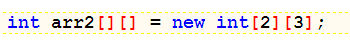 int arr2[][] = new int[2][3];